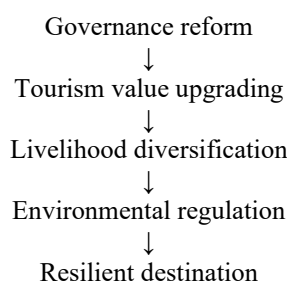 Governance reform
↓
Tourism value upgrading
↓
Livelihood diversification
↓
Environmental regulation
↓
Resilient destination